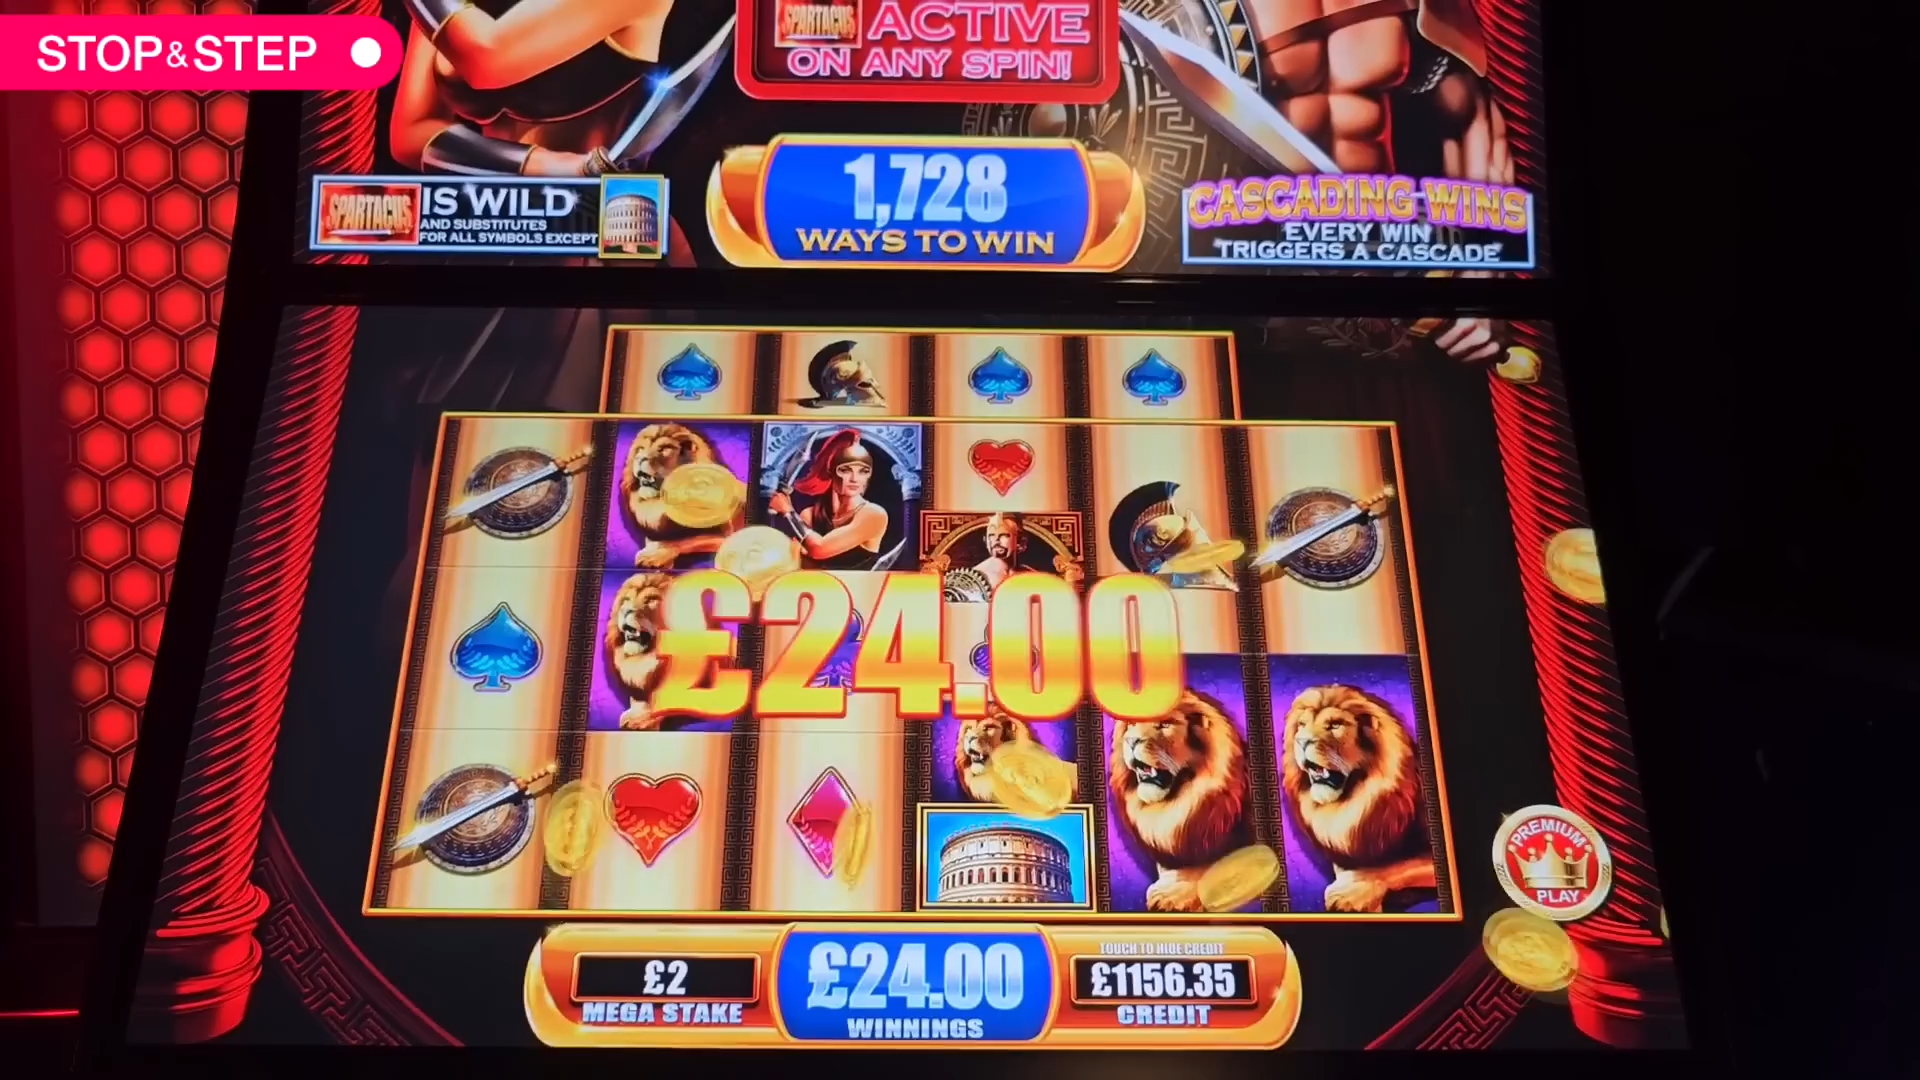 STOP&STEP
SPARTACUS ACTIVE
ON ANY SPIN!
SPARTACUS IS WILD
AND SUBSTITUTES
FOR ALL SYMBOLS EXCEPT
1,728
WAYS TO WIN
CASCADING WINS
EVERY WIN
TRIGGERS A CASCADE
£24.00
PREMIUM
PLAY
£2
MEGA STAKE
£24.00
WINNINGS
TOUCH TO HIDE CREDIT
£1156.35
CREDIT